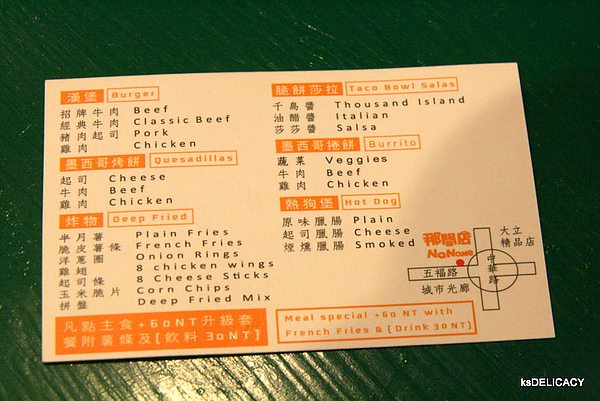 漢堡 Burger
招牌牛肉 Beef
經典牛肉 Classic Beef
豬肉起司 Pork
雞肉 Chicken
墨西哥烤餅 Quesadillas
起司 Cheese
牛肉 Beef
雞肉 Chicken
炸物 Deep Fried
半月薯 Plain Fries
脆皮薯條 French Fries
洋蔥圈 Onion Rings
雞翅 8 chicken wings
起司條 8 Cheese Sticks
玉米脆片 Corn Chips
拼盤 Deep Fried Mix
凡點主食+60NT升級套
餐附薯條及[飲料 30NT]
脆餅莎拉 Taco Bowl Salas
千島醬 Thousand Island
油醋醬 Italian
莎莎醬 Salsa
墨西哥捲餅 Burrito
蔬菜 Veggies
牛肉 Beef
雞肉 Chicken
熱狗堡 Hot Dog
原味臘腸 Plain
起司臘腸 Cheese
煙燻臘腸 Smoked
那間店
NoName
大立
精品店
中華路
五福路
城市光廊
Meal special +60 NT with
French Fries & [Drink 30NT]
ksDELICACY